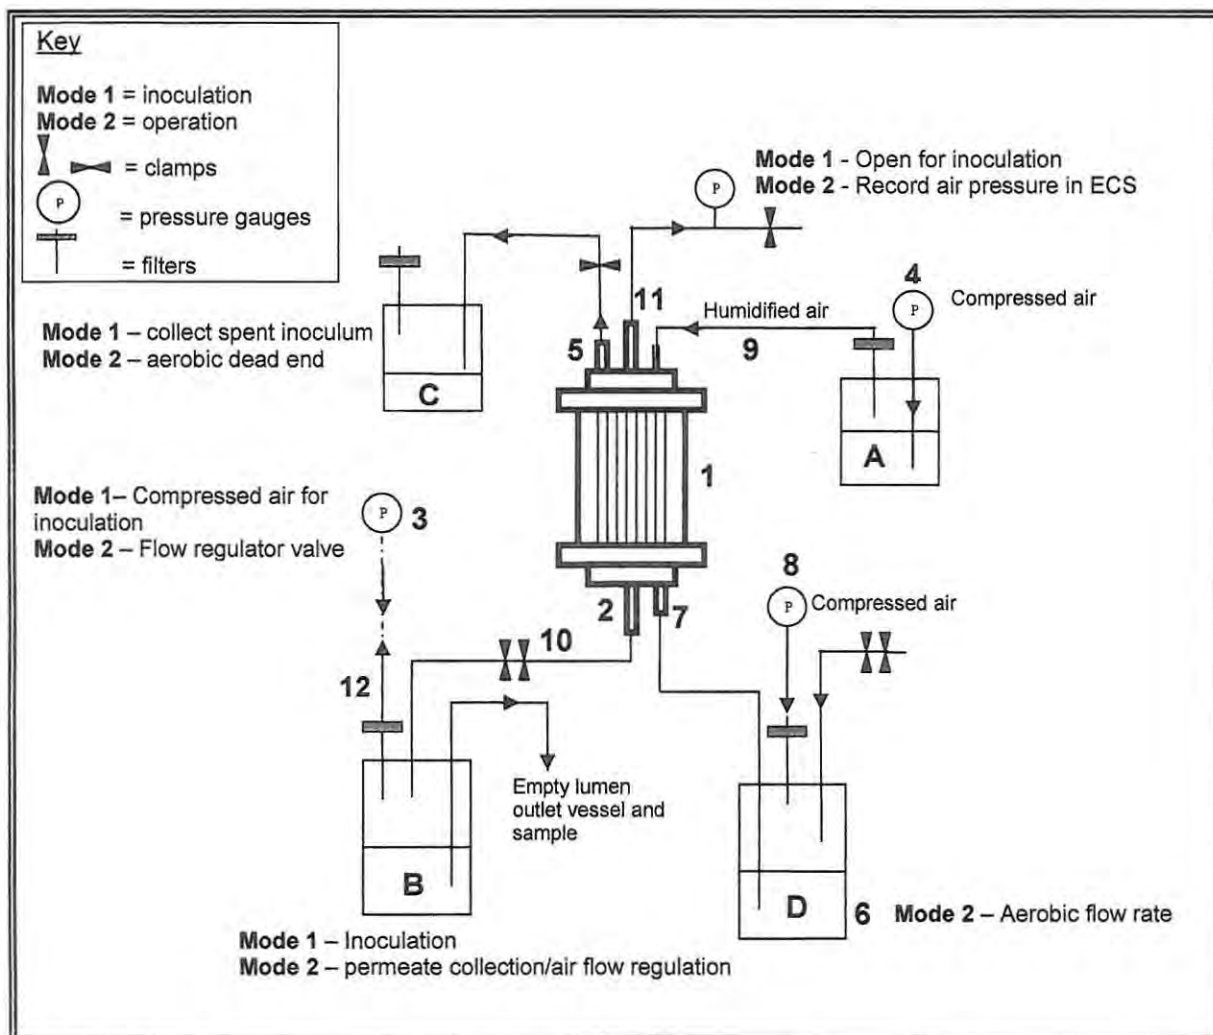 Key
Mode 1 = inoculation
Mode 2 = operation
= clamps
P
= pressure gauges
= filters
Mode 1 - Open for inoculation
Mode 2 - Record air pressure in ECS
P
4
P
Compressed air
11
Humidified air
9
5
Mode 1 – collect spent inoculum
Mode 2 – aerobic dead end
C
A
1
Mode 1– Compressed air for
inoculation
Mode 2 – Flow regulator valve
P
3
8
P
Compressed air
2
7
10
12
Empty lumen
outlet vessel and
sample
B
D
6
Mode 2 – Aerobic flow rate
Mode 1 – Inoculation
Mode 2 – permeate collection/air flow regulation